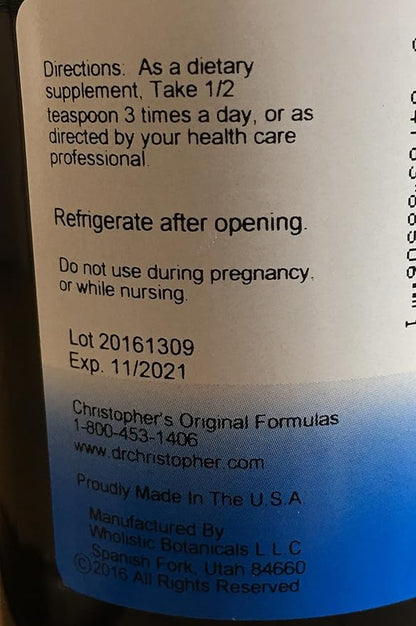 Directions: As a dietary
supplement, Take 1/2
teaspoon 3 times a day, or as
directed by your health care
professional.
Refrigerate after opening.
Do not use during pregnancy,
or while nursing.
Lot 20161309
Exp. 11/2021
Christopher's Original Formulas
1-800-453-1406
www.drchristopher.com
Proudly Made In The U.S.A
Manufactured By
Wholistic Botanicals L.L.C
Spanish Fork, Utah 84660
©2016 All Rights Reserved